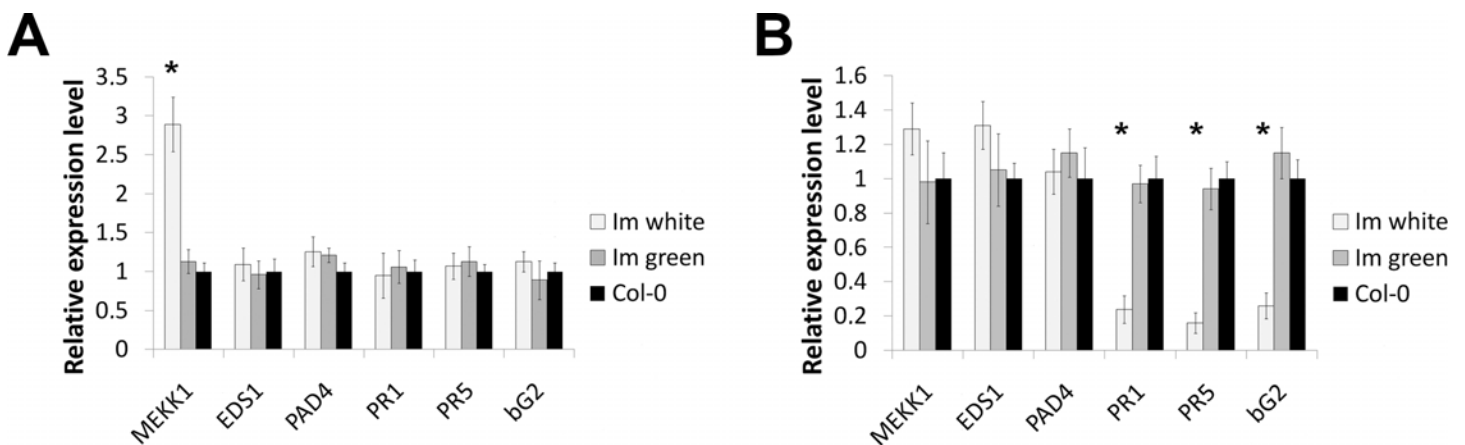 A
Relative expression level
3.5
3
2.5
2
1.5
1
0.5
0
*
MEKK1
EDS1
PAD4
PR1
PR5
bG2
Im white
Im green
Col-0
B
Relative expression level
1.6
1.4
1.2
1
0.8
0.6
0.4
0.2
0
*
*
*
MEKK1
EDS1
PAD4
PR1
PR5
bG2
Im white
Im green
Col-0